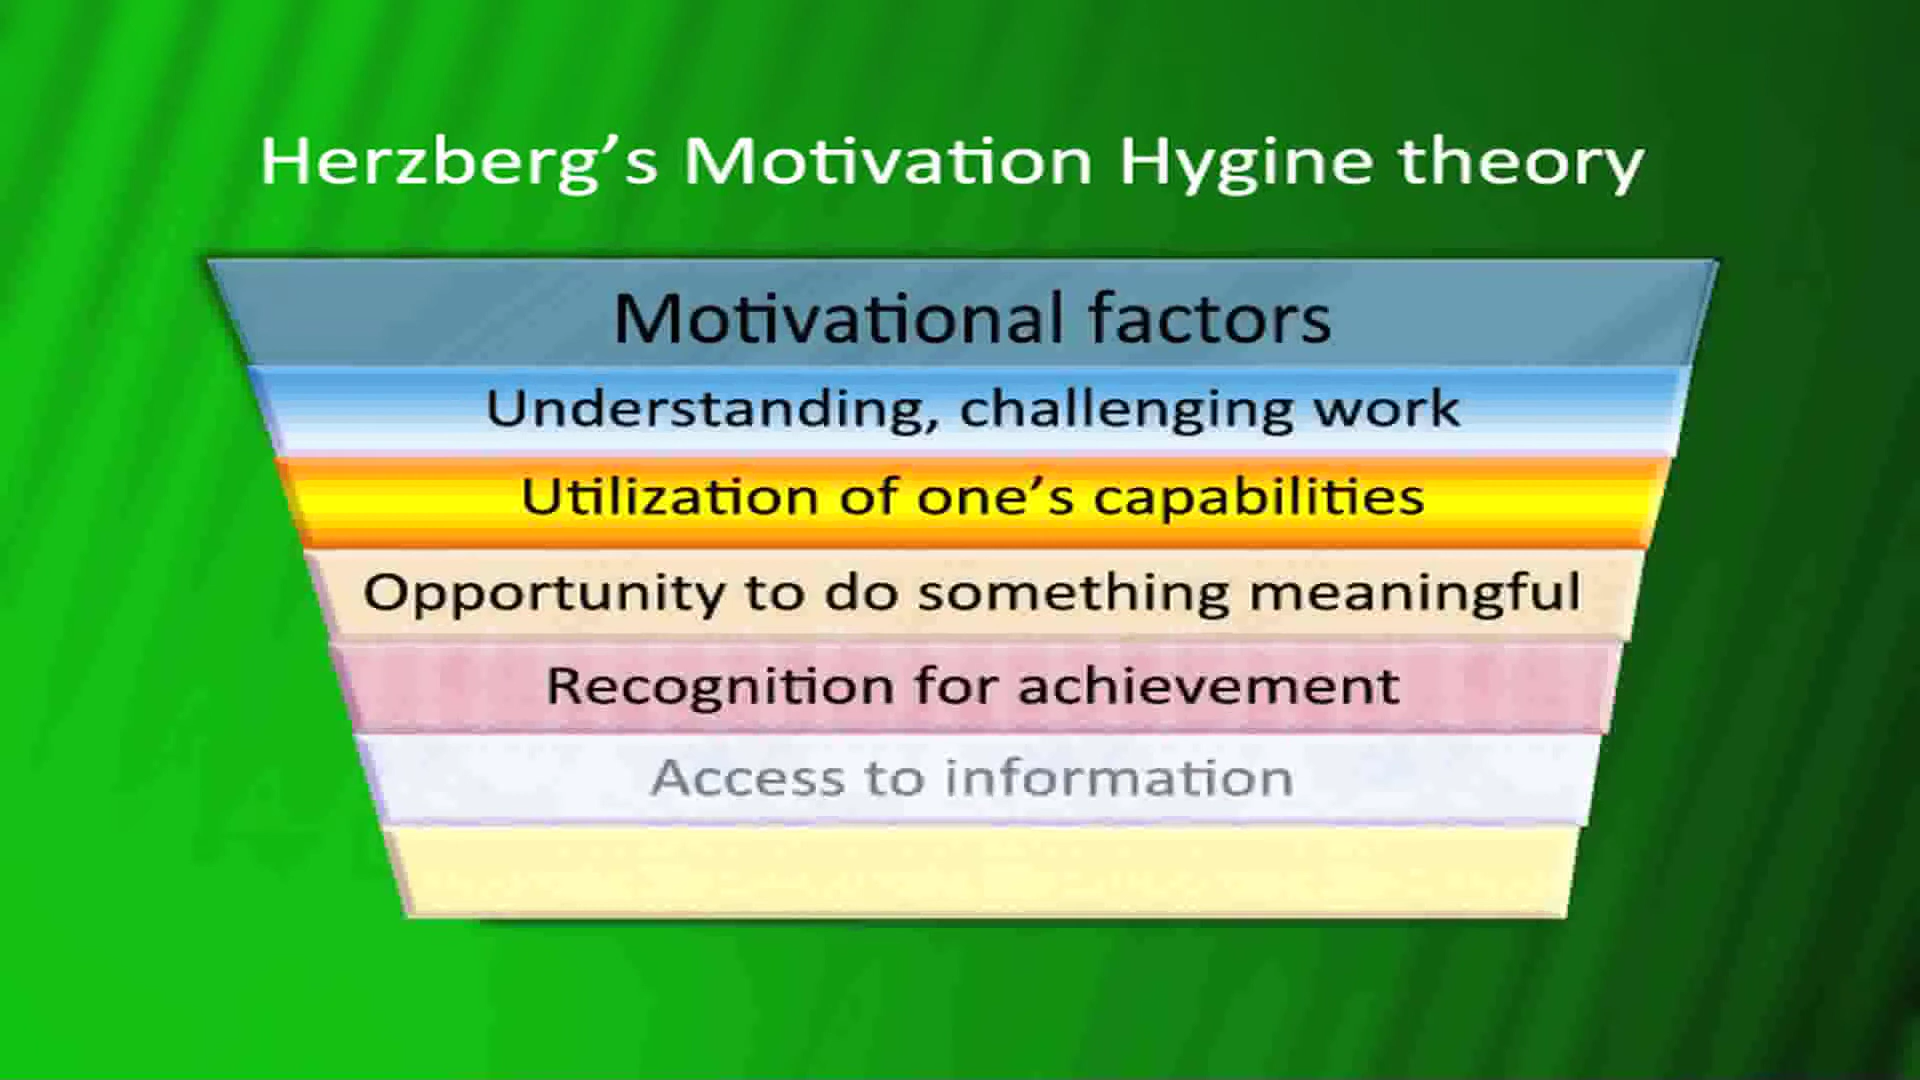 Herzberg’s Motivation Hygine theory
Motivational factors
Understanding, challenging work
Utilization of one’s capabilities
Opportunity to do something meaningful
Recognition for achievement
Access to information